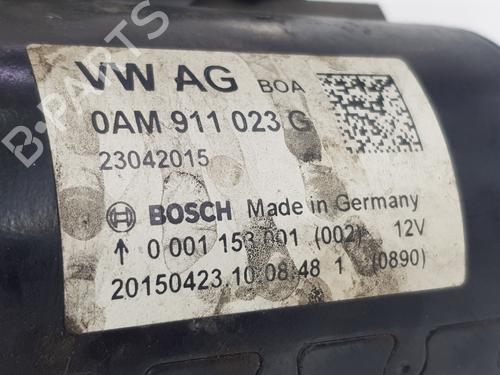 VW AG BOA
0AM 911 023 G
23042015
BOSCH Made in Germany
↑ 0 001 153 001 (002) 12V
20150423.10:08:48 1 (0890)
B-PARTS